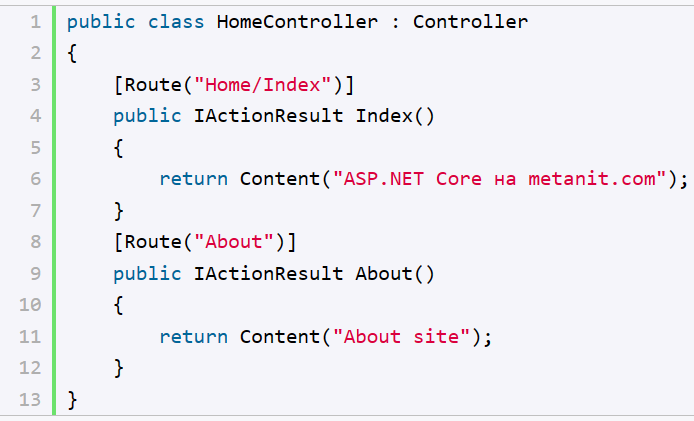 1 public class HomeController : Controller
2 {
3     [Route("Home/Index")]
4     public IActionResult Index()
5     {
6         return Content("ASP.NET Core на metanit.com");
7     }
8     [Route("About")]
9     public IActionResult About()
10     {
11         return Content("About site");
12     }
13 }